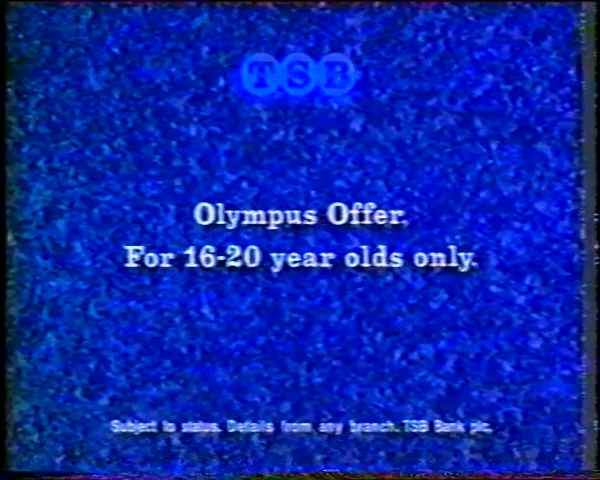 TSB
Olympus Offer.
For 16-20 year olds only.
Subject to status. Details from any branch. TSB Bank plc.